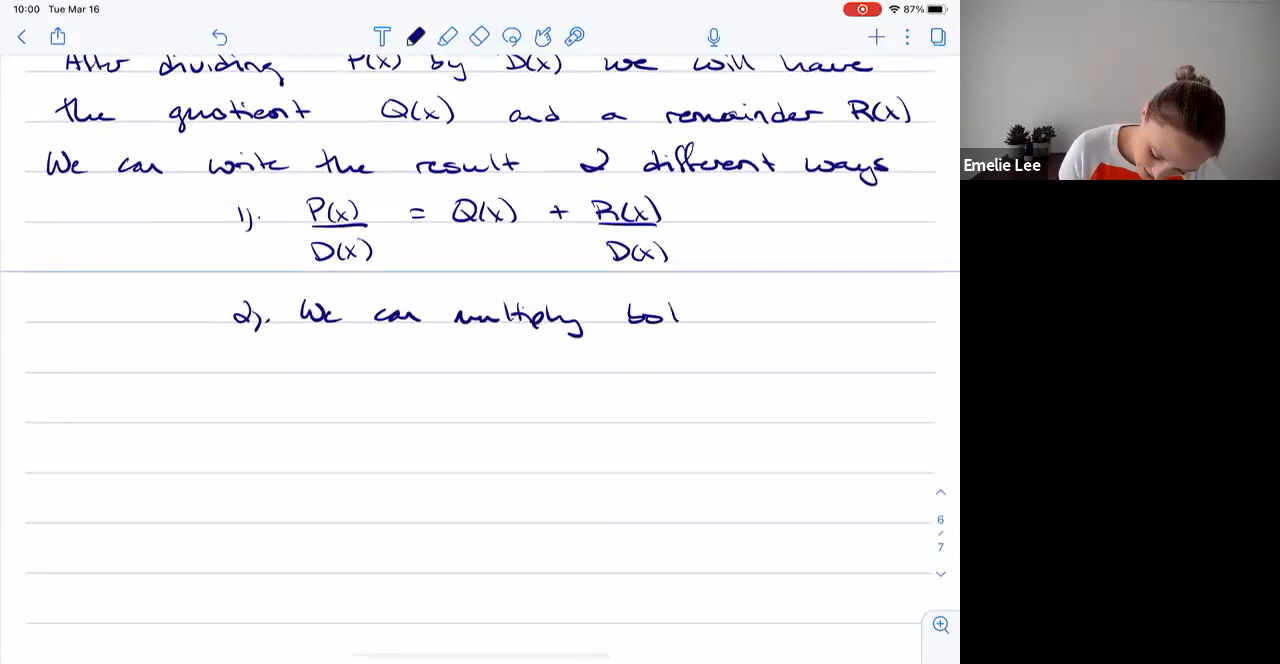 10:00 Tue Mar 16
87%
After dividing P(x) by D(x) we will have
the quotient Q(x) and a remainder R(x)
We can write the result 2 different ways
1). P(x)/D(x) = Q(x) + R(x)/D(x)
2). We can multiply bot
6/7
Emelie Lee